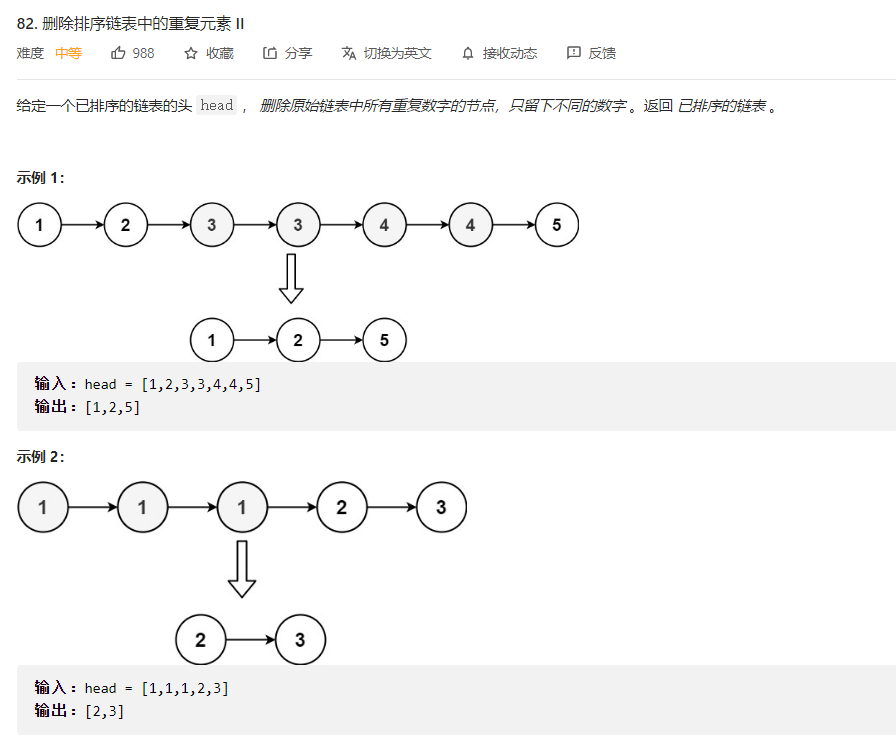 82. 删除排序链表中的重复元素 II
难度 中等 988 收藏 分享 切换为英文 接收动态 反馈
给定一个已排序的链表的头 head ， 删除原始链表中所有重复数字的节点，只留下不同的数字 。返回 已排序的链表 。
示例 1：
1 2 3 3 4 4 5
1 2 5
输入：head = [1,2,3,3,4,4,5]
输出：[1,2,5]
示例 2：
1 1 1 2 3
2 3
输入：head = [1,1,1,2,3]
输出：[2,3]